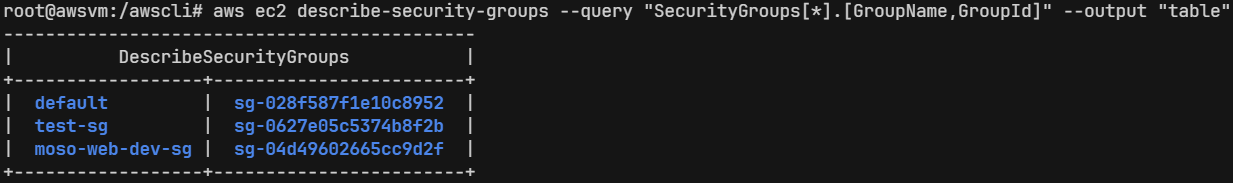 root@awsvm:/awscli# aws ec2 describe-security-groups --query "SecurityGroups[*].[GroupName,GroupId]" --output "table"
-------------------------------------------
|          DescribeSecurityGroups          |
+------------------+-----------------------+
|  default         |  sg-028f587f1e10c8952  |
|  test-sg         |  sg-0627e05c5374b8f2b  |
|  moso-web-dev-sg |  sg-04d49602665cc9d2f  |
+------------------+-----------------------+